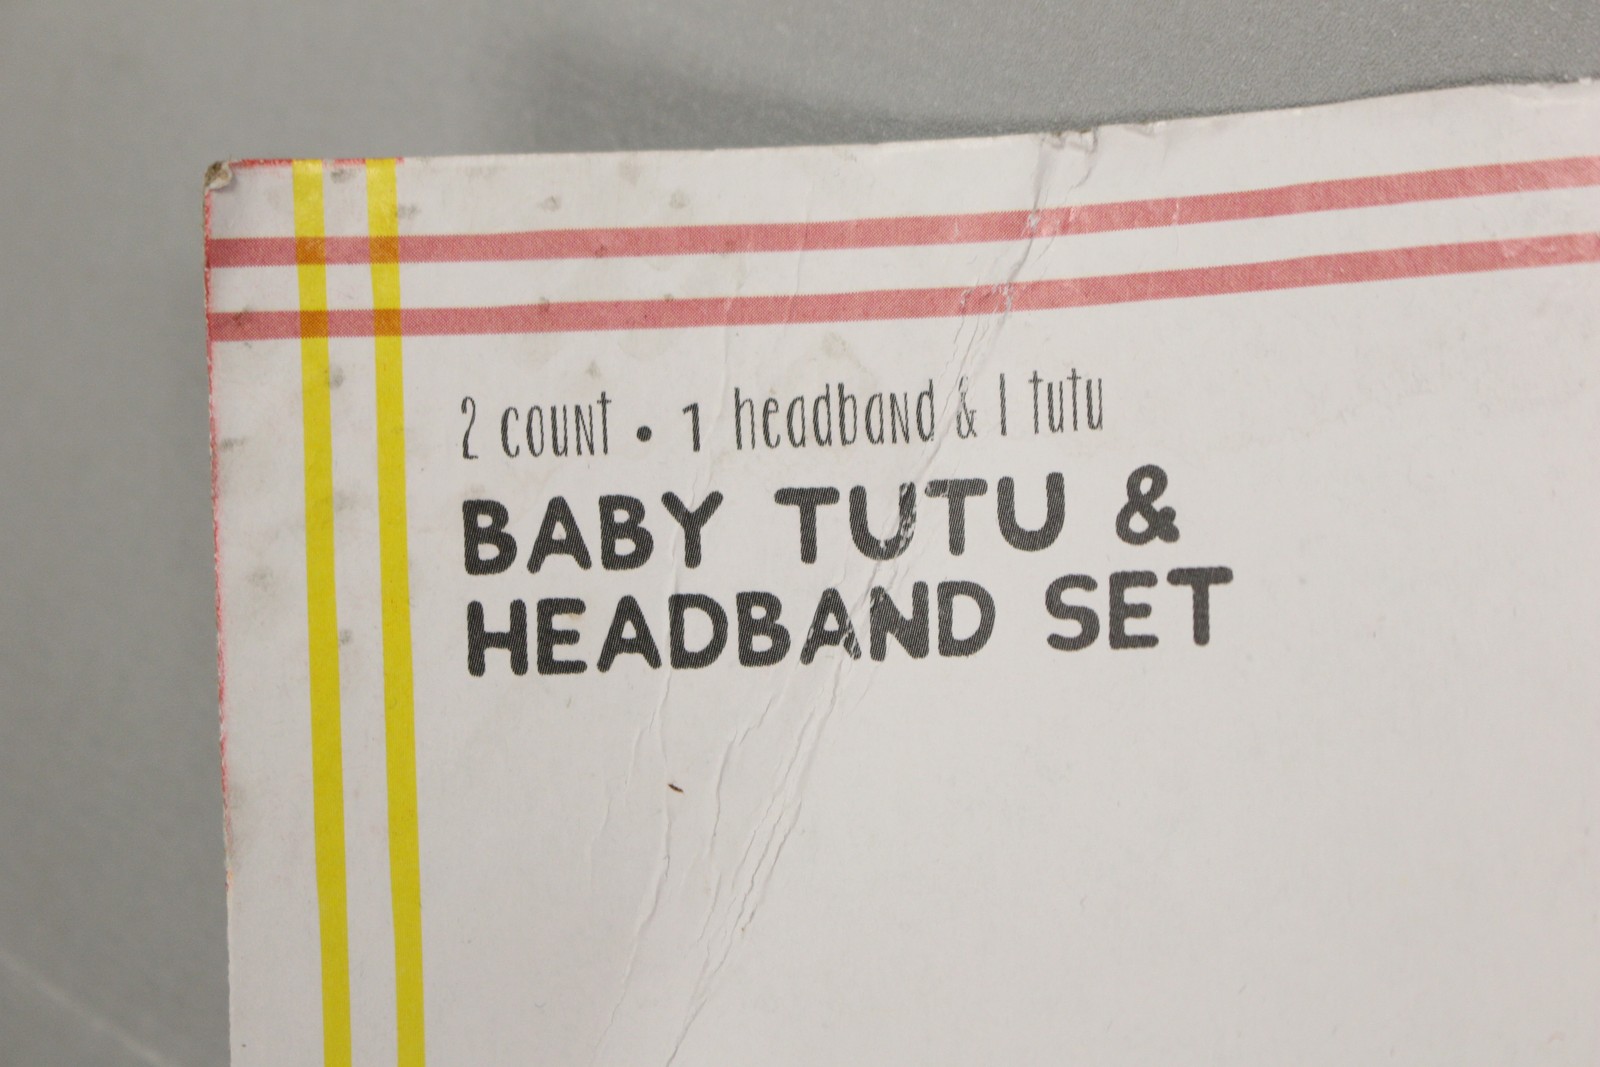 2 count • 1 headband & 1 tutu
BABY TUTU &
HEADBAND SET